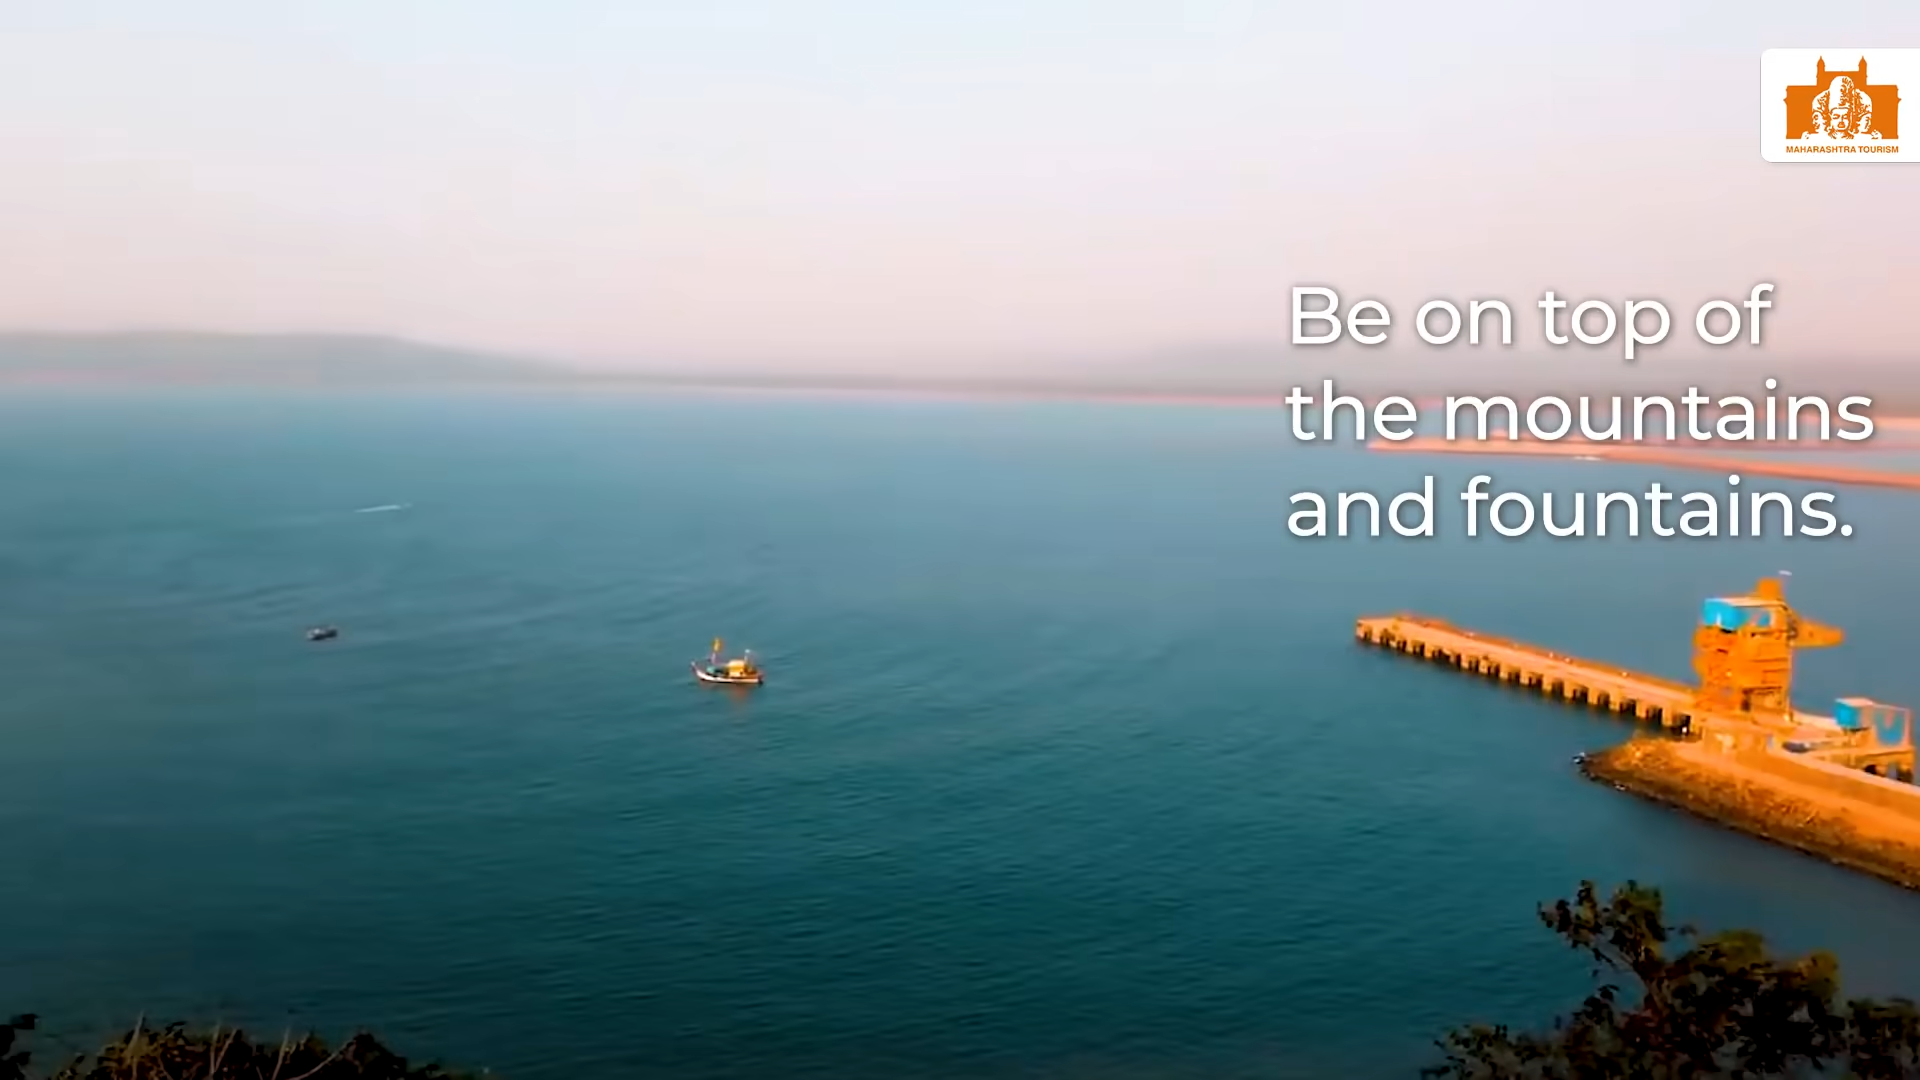 MAHARASHTRA TOURISM
Be on top of
the mountains
and fountains.